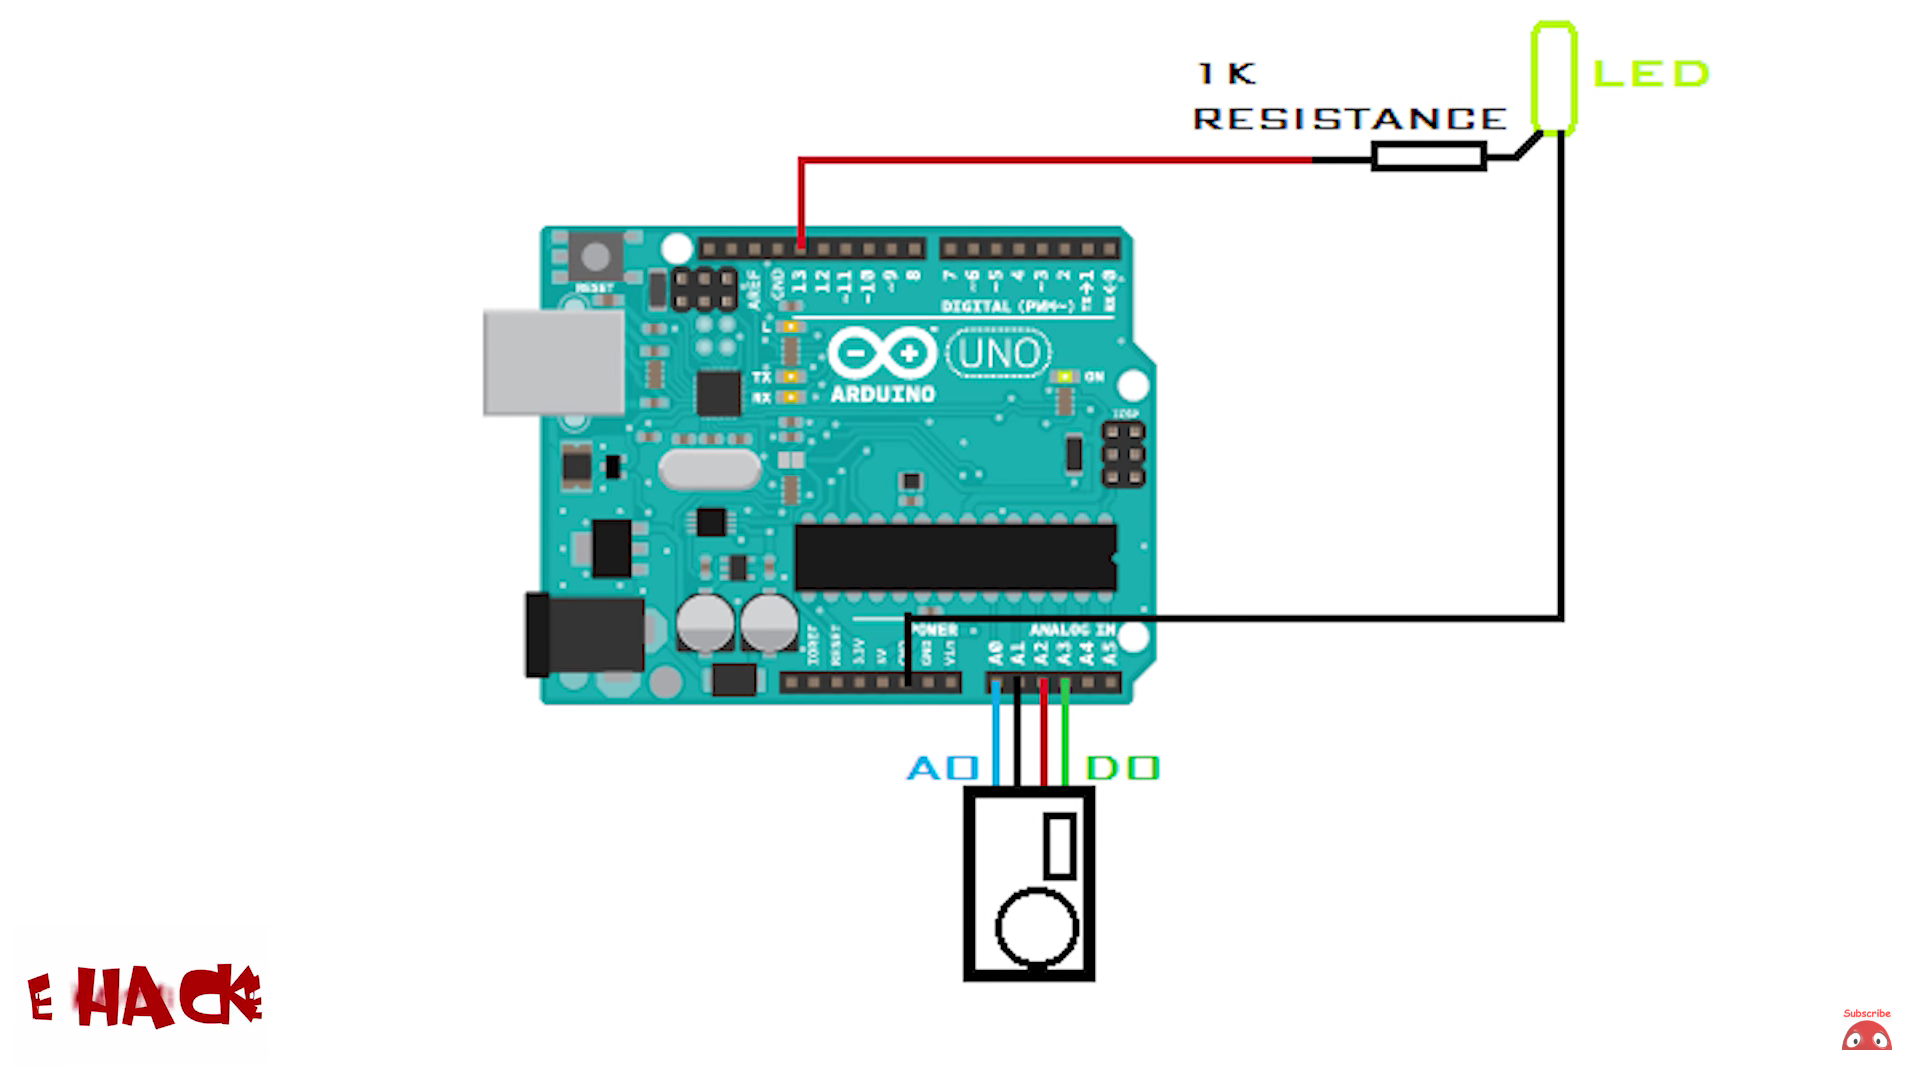 1K
RESISTANCE
LED
RESET
AREF
GND
13
12
~11
~10
~9
8
7
~6
~5
4
~3
2
TX→1
RX←0
DIGITAL (PWM~)
L
TX
RX
ARDUINO
UNO
ON
ICSP
POWER
ANALOG IN
IOREF
RESET
3.3V
5V
GND
GND
Vin
A0
A1
A2
A3
A4
A5
A0
D0
E HACK
Subscribe